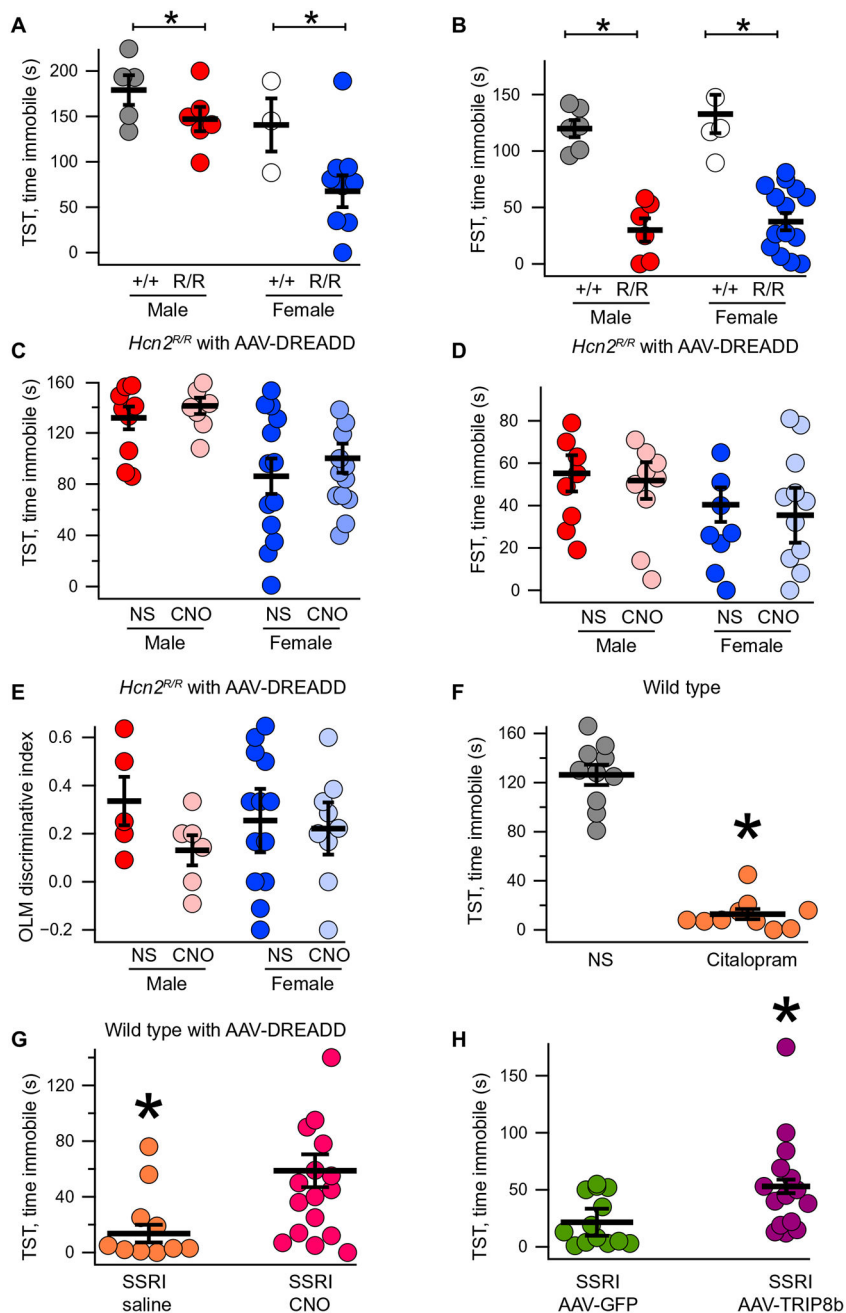 A
*
*
TST, time immobile (s)
200
150
100
50
0
+/+ R/R +/+ R/R
Male Female
B
*
*
FST, time immobile (s)
150
100
50
0
+/+ R/R +/+ R/R
Male Female
C
Hcn2R/R with AAV-DREADD
TST, time immobile (s)
160
120
80
40
0
NS CNO NS CNO
Male Female
D
Hcn2R/R with AAV-DREADD
FST, time immobile (s)
80
60
40
20
0
NS CNO NS CNO
Male Female
E
Hcn2R/R with AAV-DREADD
OLM discriminative index
0.6
0.4
0.2
0.0
−0.2
NS CNO NS CNO
Male Female
F
Wild type
TST, time immobile (s)
160
120
80
40
0
*
NS Citalopram
G
Wild type with AAV-DREADD
TST, time immobile (s)
120
80
40
0
*
SSRI SSRI
saline CNO
H
*
TST, time immobile (s)
150
100
50
0
SSRI SSRI
AAV-GFP AAV-TRIP8b